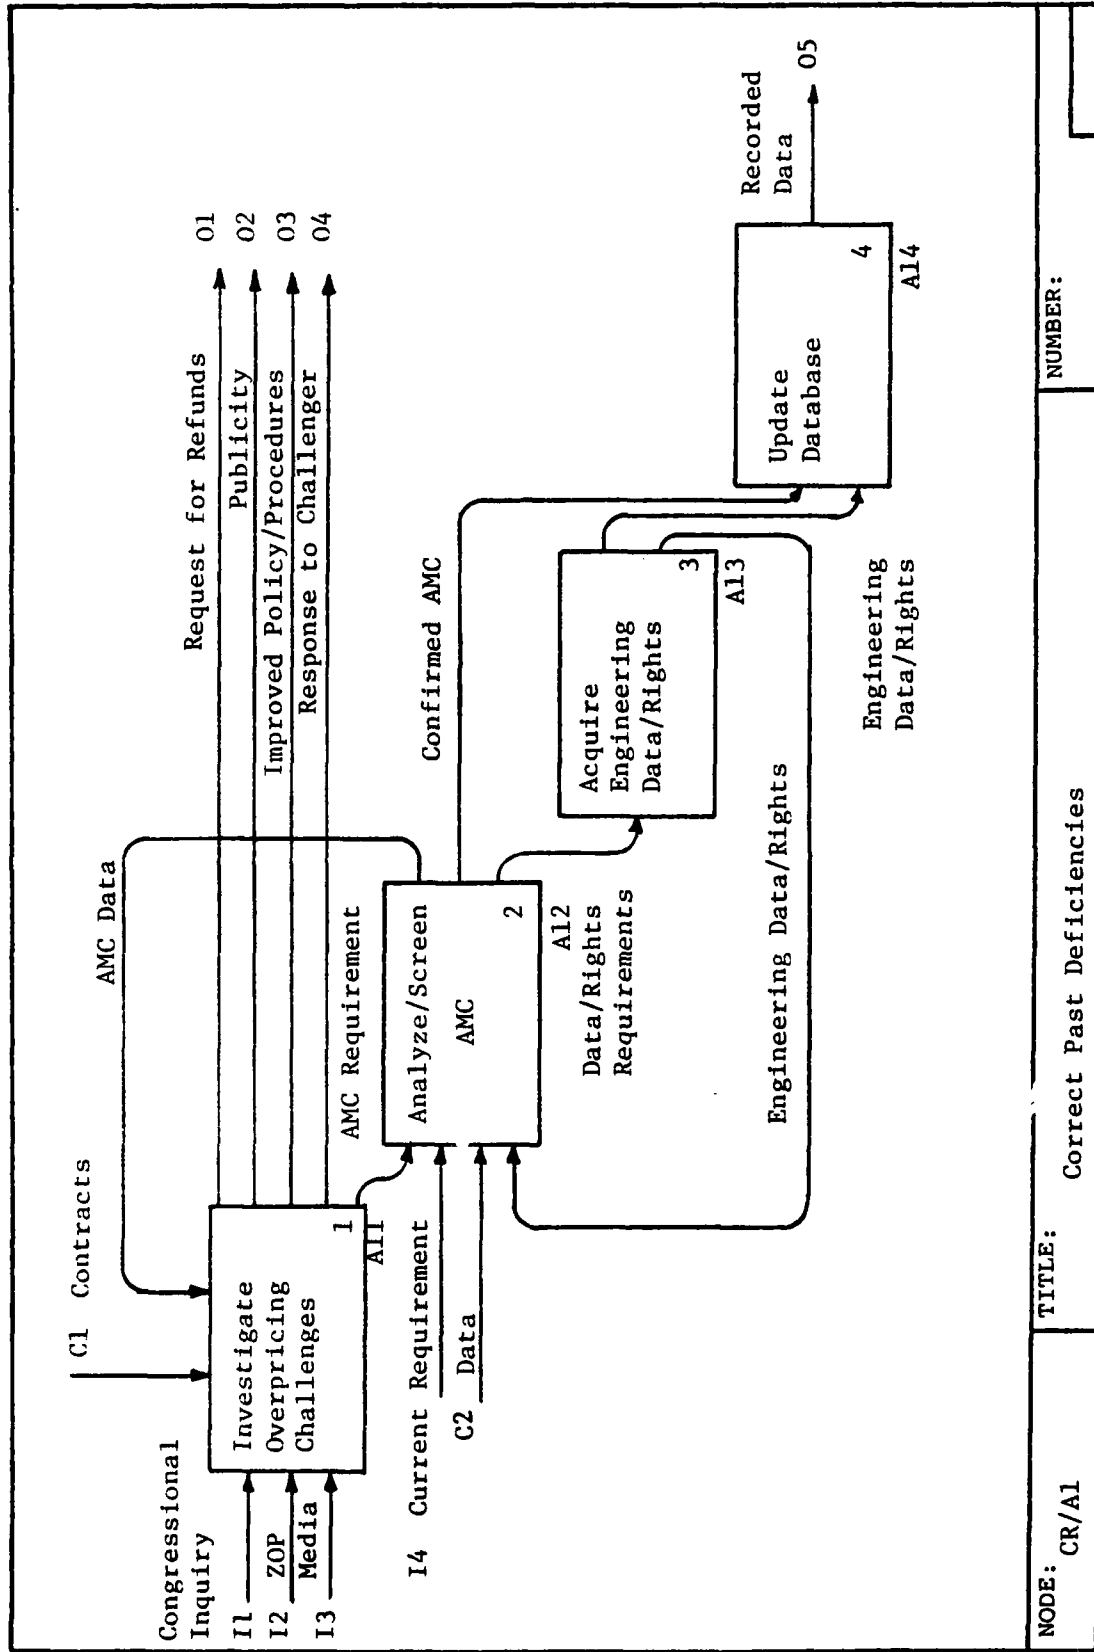 C1 Contracts
AMC Data
Congressional
Inquiry
I1
I2 ZOP
Media
I3
Investigate
Overpricing
Challenges
1
A11
Request for Refunds O1
Publicity O2
Improved Policy/Procedures O3
Response to Challenger O4
AMC Requirement
I4 Current Requirement
C2 Data
Analyze/Screen
AMC
2
A12
Data/Rights
Requirements
Confirmed AMC
Acquire
Engineering
Data/Rights
3
A13
Engineering Data/Rights
Engineering
Data/Rights
Update
Database
4
A14
Recorded
Data
O5
NODE:
CR/A1
TITLE:
Correct Past Deficiencies
NUMBER: